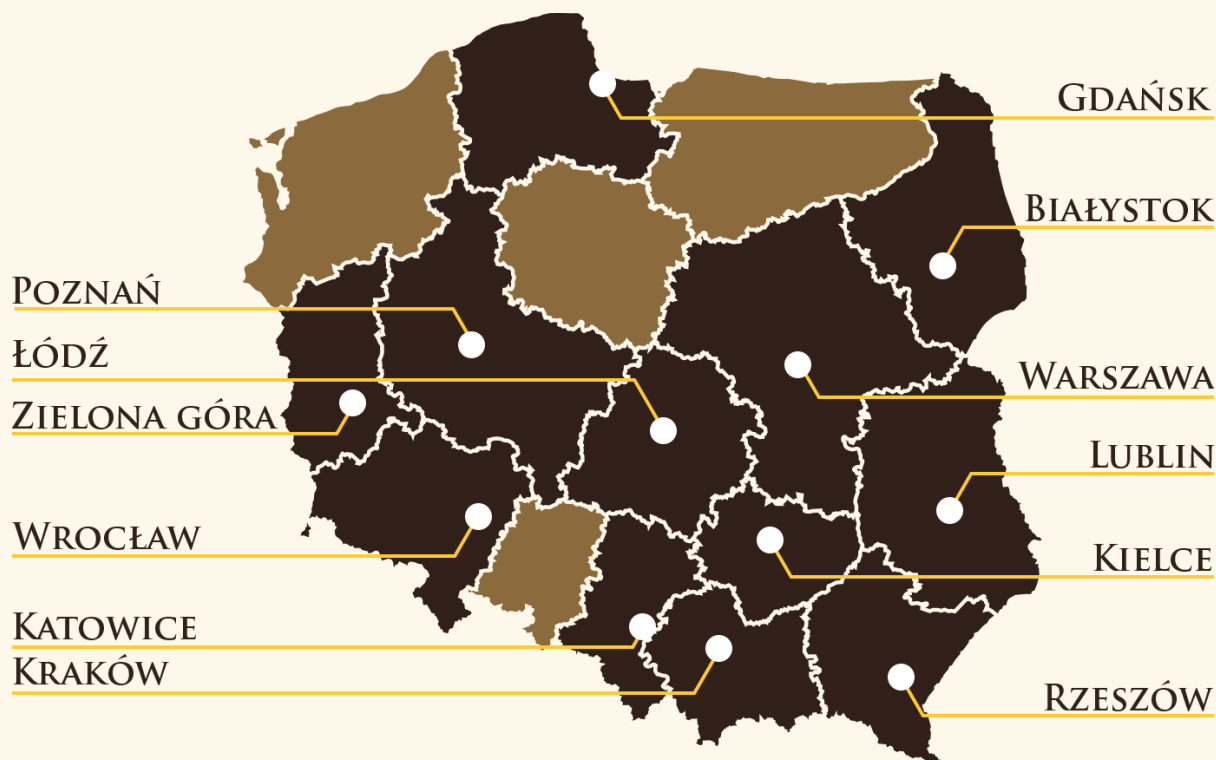 Gdańsk
Białystok
Poznań
Łódź
Warszawa
Zielona Góra
Lublin
Wrocław
Kielce
Katowice
Kraków
Rzeszów